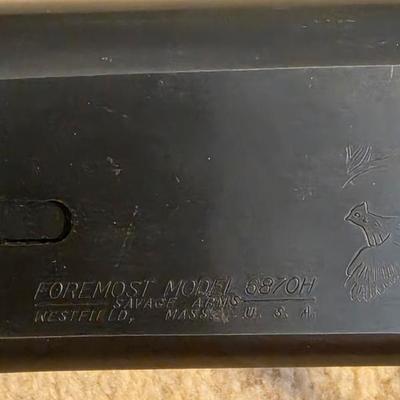 FOREMOST MODEL 6870H
SAVAGE ARMS
WESTFIELD, MASS. U. S. A.